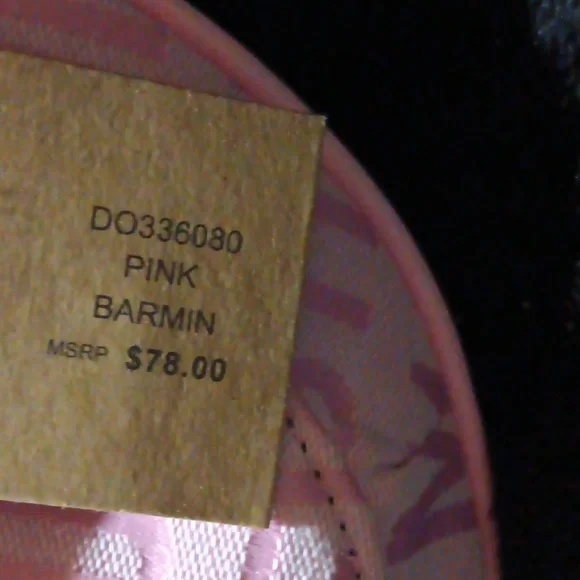 DO336080
PINK
BARMIN
MSRP $78.00